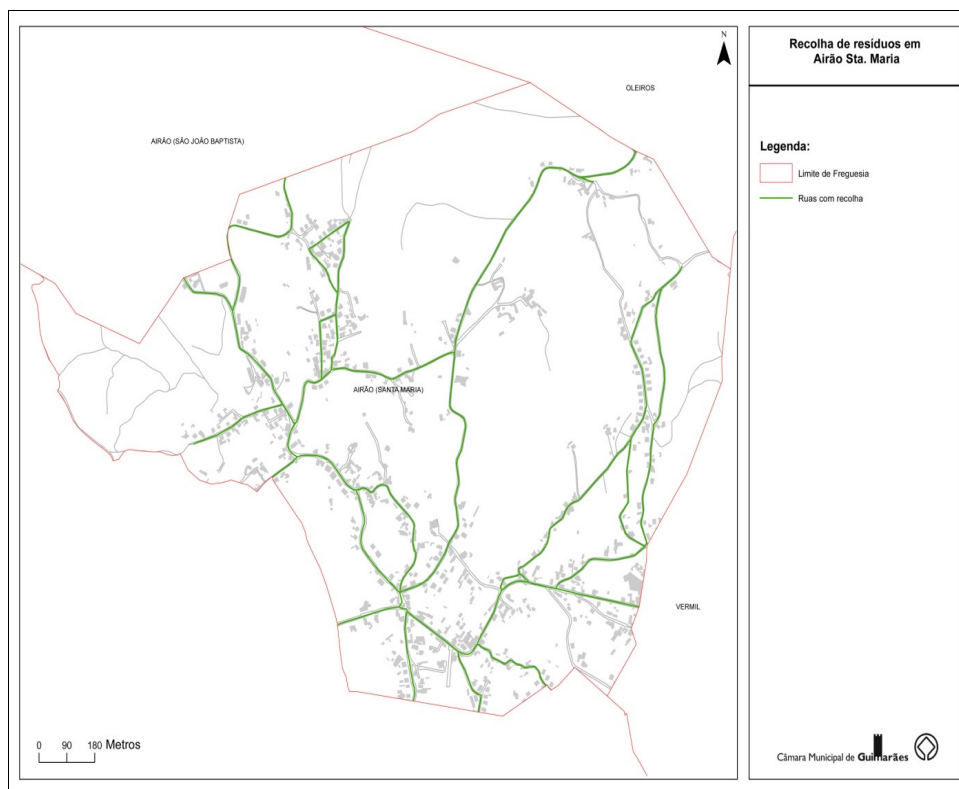 N
OLEIROS
AIRÃO (SÃO JOÃO BAPTISTA)
AIRÃO (SANTA MARIA)
VERMIL
0 90 180 Metros
Recolha de resíduos em
Airão Sta. Maria
Legenda:
Limite de Freguesia
Ruas com recolha
Câmara Municipal de Guimarães